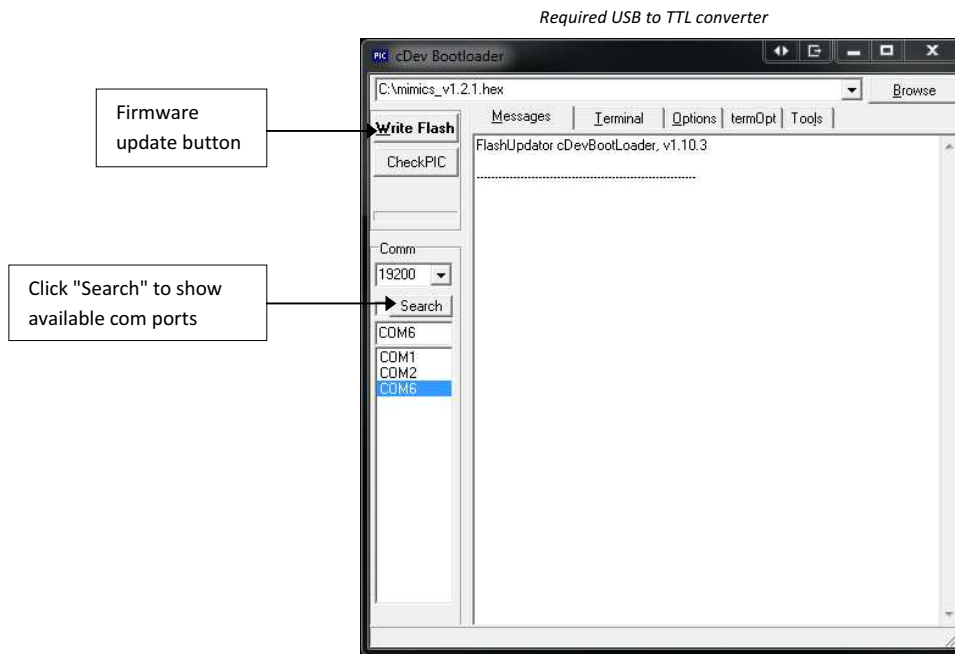 Required USB to TTL converter
PIC cDev Bootloader
C:\mimics_v1.2.1.hex
Browse
Firmware
update button
Write Flash
CheckPIC
Messages Terminal Options termOpt Tools
FlashUpdator cDevBootLoader, v1.10.3
------------------------------------------------------------
Comm
19200
Click "Search" to show
available com ports
Search
COM6
COM1
COM2
COM6